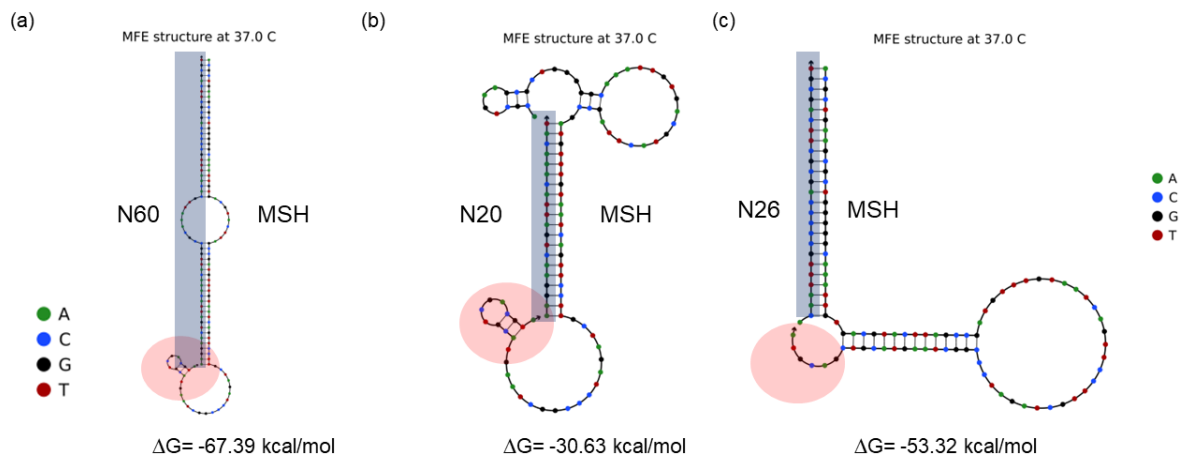 (a)
MFE structure at 37.0 C
N60
MSH
A
C
G
T
ΔG= -67.39 kcal/mol
(b)
MFE structure at 37.0 C
N20
MSH
ΔG= -30.63 kcal/mol
(c)
MFE structure at 37.0 C
N26
MSH
A
C
G
T
ΔG= -53.32 kcal/mol